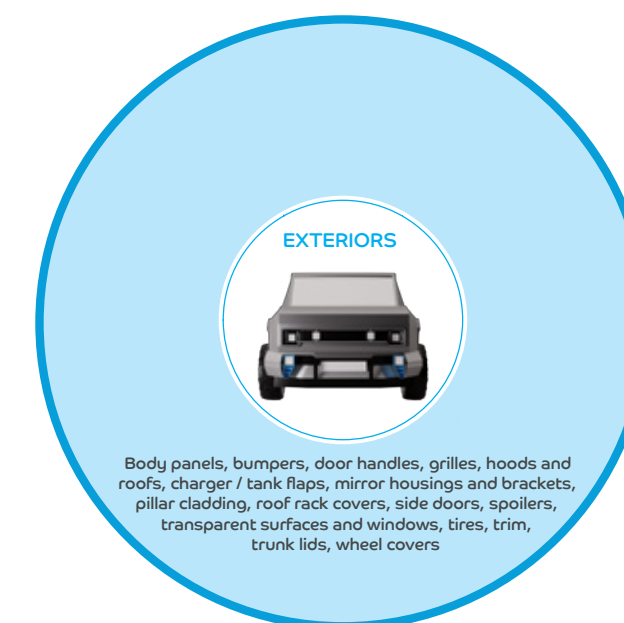 EXTERIORS
Body panels, bumpers, door handles, grilles, hoods and
roofs, charger / tank flaps, mirror housings and brackets,
pillar cladding, roof rack covers, side doors, spoilers,
transparent surfaces and windows, tires, trim,
trunk lids, wheel covers